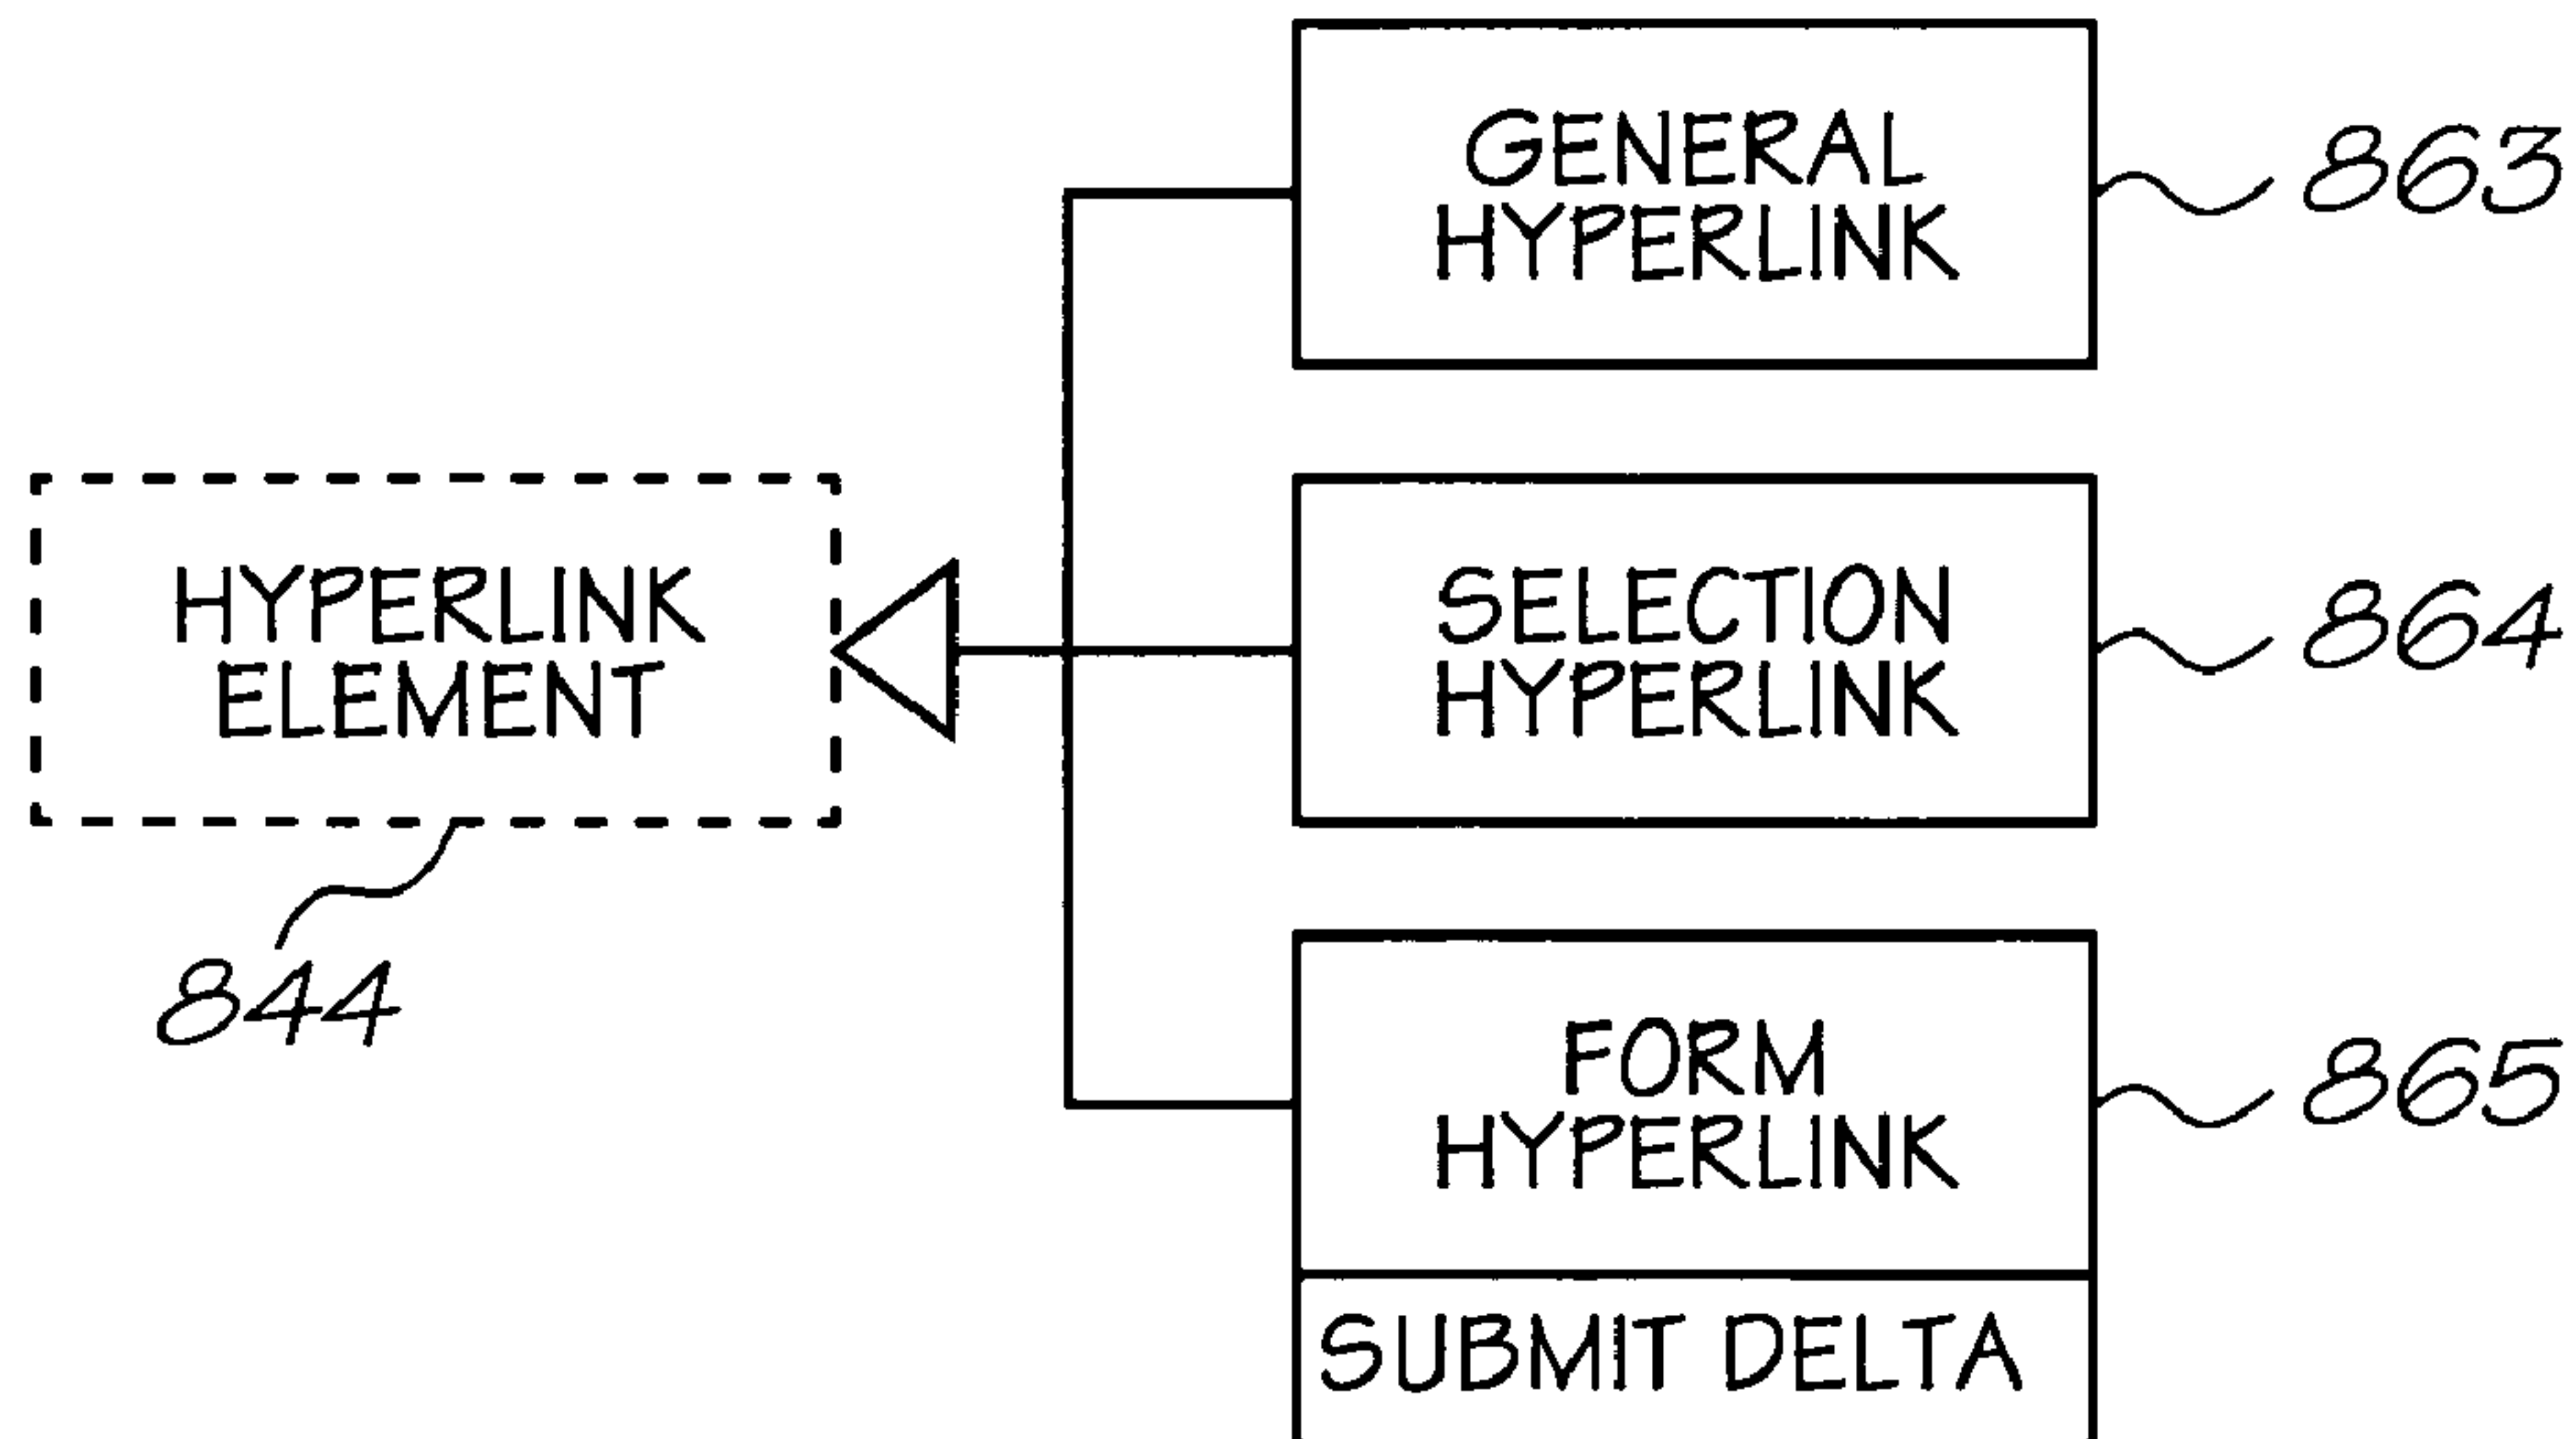 GENERAL
HYPERLINK
863
HYPERLINK
ELEMENT
844
SELECTION
HYPERLINK
864
FORM
HYPERLINK
865
SUBMIT DELTA